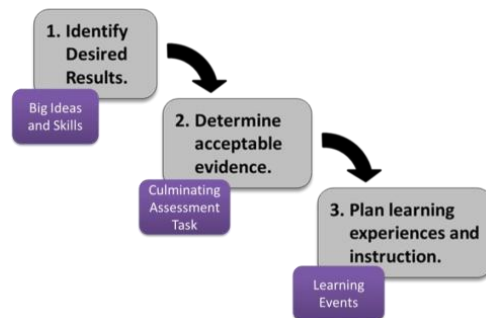 1. Identify
Desired
Results.
Big Ideas
and Skills
2. Determine
acceptable
evidence.
Culminating
Assessment
Task
3. Plan learning
experiences and
instruction.
Learning
Events